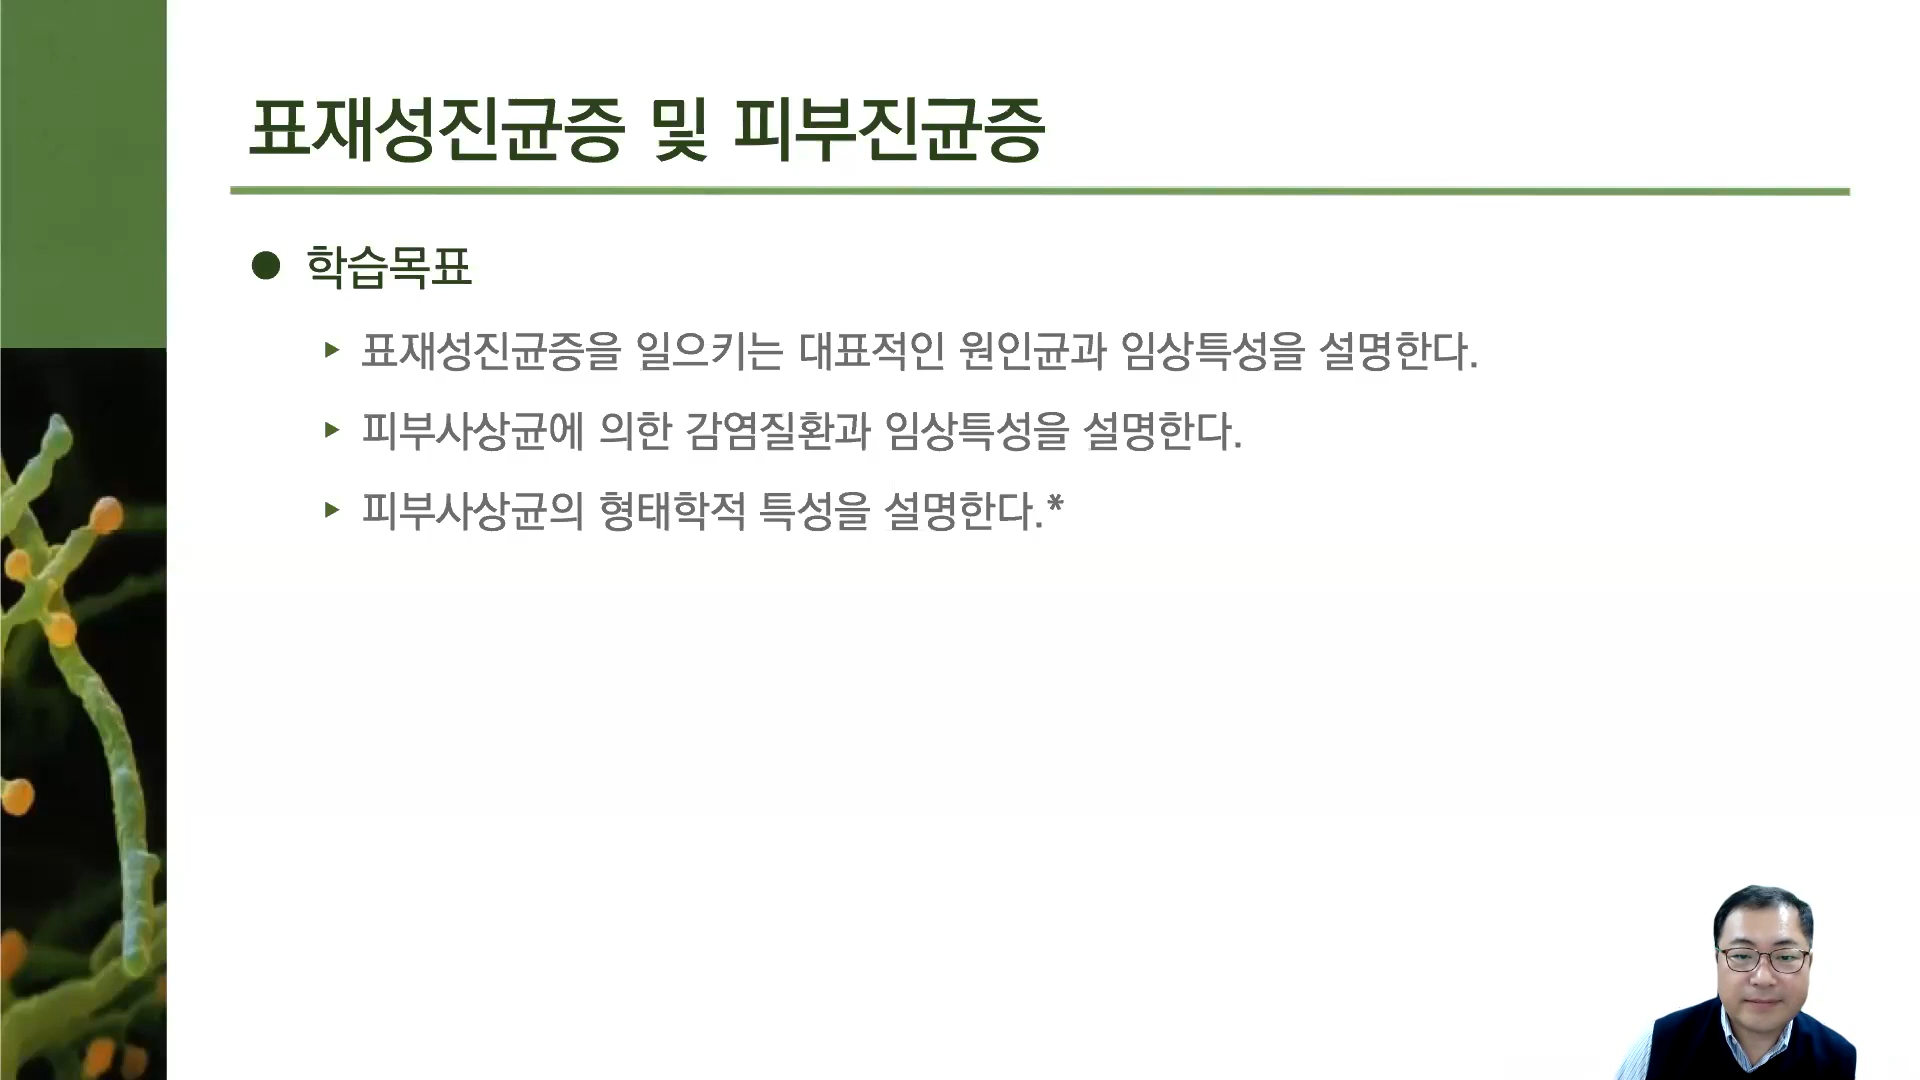 표재성진균증 및 피부진균증
학습목표
표재성진균증을 일으키는 대표적인 원인균과 임상특성을 설명한다.
피부사상균에 의한 감염질환과 임상특성을 설명한다.
피부사상균의 형태학적 특성을 설명한다.*